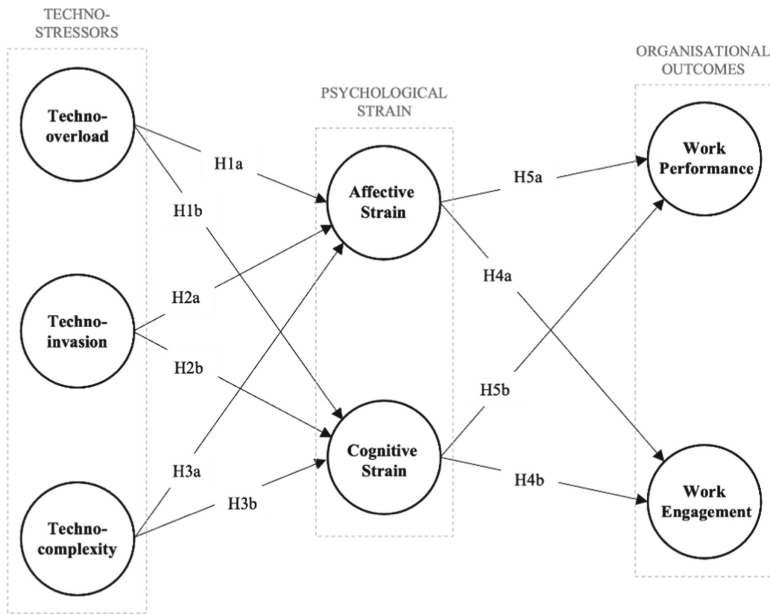 TECHNO-
STRESSORS
Techno-
overload
Techno-
invasion
Techno-
complexity
H1a
H1b
H2a
H2b
H3a
H3b
PSYCHOLOGICAL
STRAIN
Affective
Strain
Cognitive
Strain
H5a
H4a
H5b
H4b
ORGANISATIONAL
OUTCOMES
Work
Performance
Work
Engagement